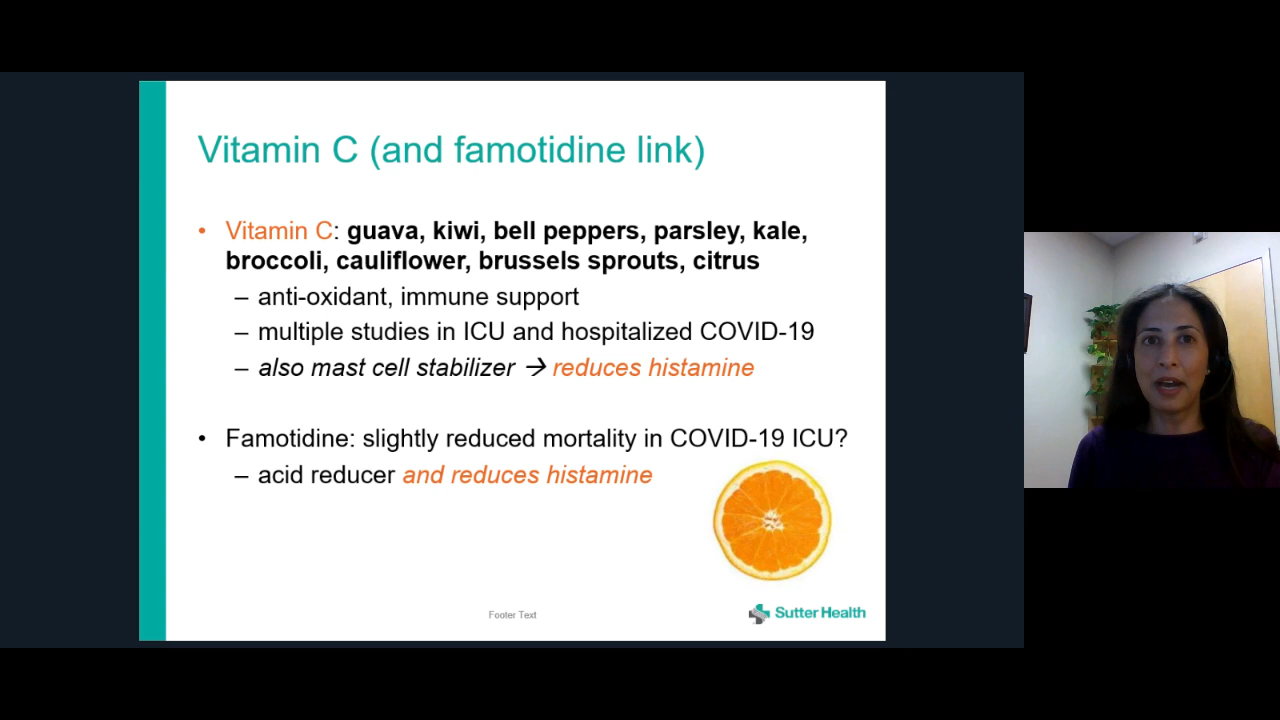 Vitamin C (and famotidine link)
• Vitamin C: guava, kiwi, bell peppers, parsley, kale,
broccoli, cauliflower, brussels sprouts, citrus
– anti-oxidant, immune support
– multiple studies in ICU and hospitalized COVID-19
– also mast cell stabilizer → reduces histamine
• Famotidine: slightly reduced mortality in COVID-19 ICU?
– acid reducer and reduces histamine
Footer Text
Sutter Health